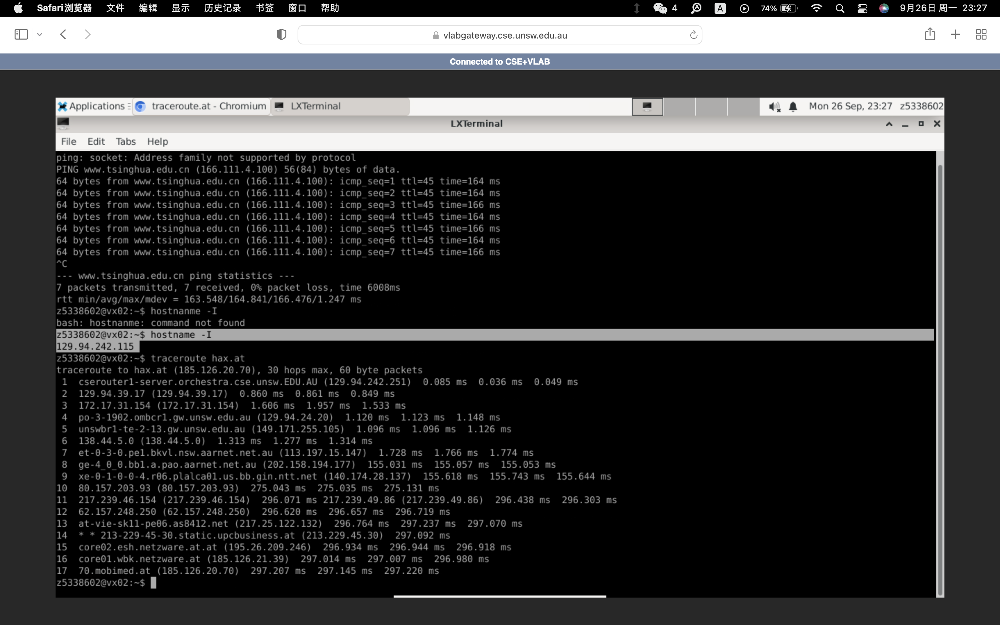 Safari浏览器 文件 编辑 显示 历史记录 书签 窗口 帮助 4 A 74% 9月26日 周一 23:27
vlabgateway.cse.unsw.edu.au
Connected to CSE+VLAB
Applications traceroute.at - Chromium LXTerminal Mon 26 Sep, 23:27 z5338602
LXTerminal
File Edit Tabs Help
ping: socket: Address family not supported by protocol
PING www.tsinghua.edu.cn (166.111.4.100) 56(84) bytes of data.
64 bytes from www.tsinghua.edu.cn (166.111.4.100): icmp_seq=1 ttl=45 time=164 ms
64 bytes from www.tsinghua.edu.cn (166.111.4.100): icmp_seq=2 ttl=45 time=164 ms
64 bytes from www.tsinghua.edu.cn (166.111.4.100): icmp_seq=3 ttl=45 time=166 ms
64 bytes from www.tsinghua.edu.cn (166.111.4.100): icmp_seq=4 ttl=45 time=164 ms
64 bytes from www.tsinghua.edu.cn (166.111.4.100): icmp_seq=5 ttl=45 time=166 ms
64 bytes from www.tsinghua.edu.cn (166.111.4.100): icmp_seq=6 ttl=45 time=164 ms
64 bytes from www.tsinghua.edu.cn (166.111.4.100): icmp_seq=7 ttl=45 time=166 ms
^C
--- www.tsinghua.edu.cn ping statistics ---
7 packets transmitted, 7 received, 0% packet loss, time 6008ms
rtt min/avg/max/mdev = 163.548/164.841/166.476/1.247 ms
z5338602@vx02:~$ hostnanme -I
bash: hostnanme: command not found
z5338602@vx02:~$ hostname -I
129.94.242.115
z5338602@vx02:~$ traceroute hax.at
traceroute to hax.at (185.126.20.70), 30 hops max, 60 byte packets
1 cserouter1-server.orchestra.cse.unsw.EDU.AU (129.94.242.251) 0.085 ms 0.036 ms 0.049 ms
2 129.94.39.17 (129.94.39.17) 0.860 ms 0.861 ms 0.849 ms
3 172.17.31.154 (172.17.31.154) 1.606 ms 1.957 ms 1.533 ms
4 po-3-1902.ombcr1.gw.unsw.edu.au (129.94.24.20) 1.120 ms 1.123 ms 1.148 ms
5 unswbr1-te-2-13.gw.unsw.edu.au (149.171.255.105) 1.096 ms 1.096 ms 1.126 ms
6 138.44.5.0 (138.44.5.0) 1.313 ms 1.277 ms 1.314 ms
7 et-0-3-0.pe1.bkvl.nsw.aarnet.net.au (113.197.15.147) 1.728 ms 1.766 ms 1.774 ms
8 ge-4_0_0.bb1.a.pao.aarnet.net.au (202.158.194.177) 155.031 ms 155.057 ms 155.053 ms
9 xe-0-1-0-0-4.r06.plalca01.us.bb.gin.ntt.net (140.174.28.137) 155.618 ms 155.743 ms 155.644 ms
10 80.157.203.93 (80.157.203.93) 275.043 ms 275.035 ms 275.131 ms
11 217.239.46.154 (217.239.46.154) 296.071 ms 217.239.49.86 (217.239.49.86) 296.438 ms 296.303 ms
12 62.157.248.250 (62.157.248.250) 296.620 ms 296.657 ms 296.719 ms
13 at-vie-sk11-pe06.as8412.net (217.25.122.132) 296.764 ms 297.237 ms 297.070 ms
14 * * 213-229-45-30.static.upcbusiness.at (213.229.45.30) 297.092 ms
15 core02.esh.netzware.at.at (195.26.209.246) 296.934 ms 296.944 ms 296.918 ms
16 core01.wbk.netzware.at (185.126.21.39) 297.014 ms 297.007 ms 296.980 ms
17 70.mobimed.at (185.126.20.70) 297.207 ms 297.145 ms 297.220 ms
z5338602@vx02:~$